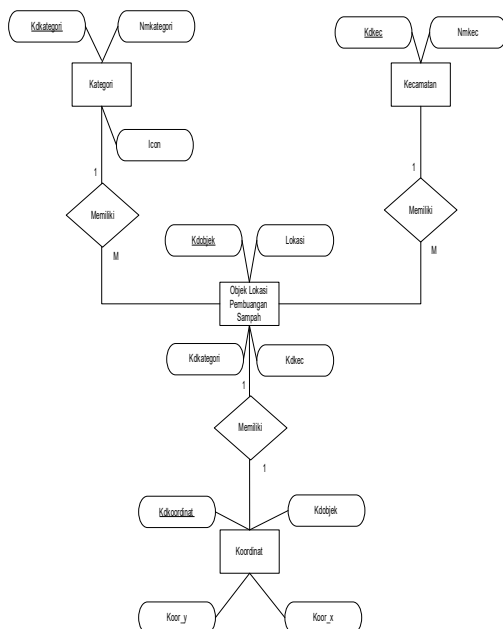 Kdkategori
Nmkategori
Kdkec
Nmkec
Kategori
Kecamatan
Icon
1
1
Memiliki
Memiliki
M
M
Kdobjek
Lokasi
Objek Lokasi
Pembuangan
Sampah
Kdkategori
Kdkec
1
Memiliki
1
Kdkoordinat
Kdobjek
Koordinat
Koor_y
Koor_x